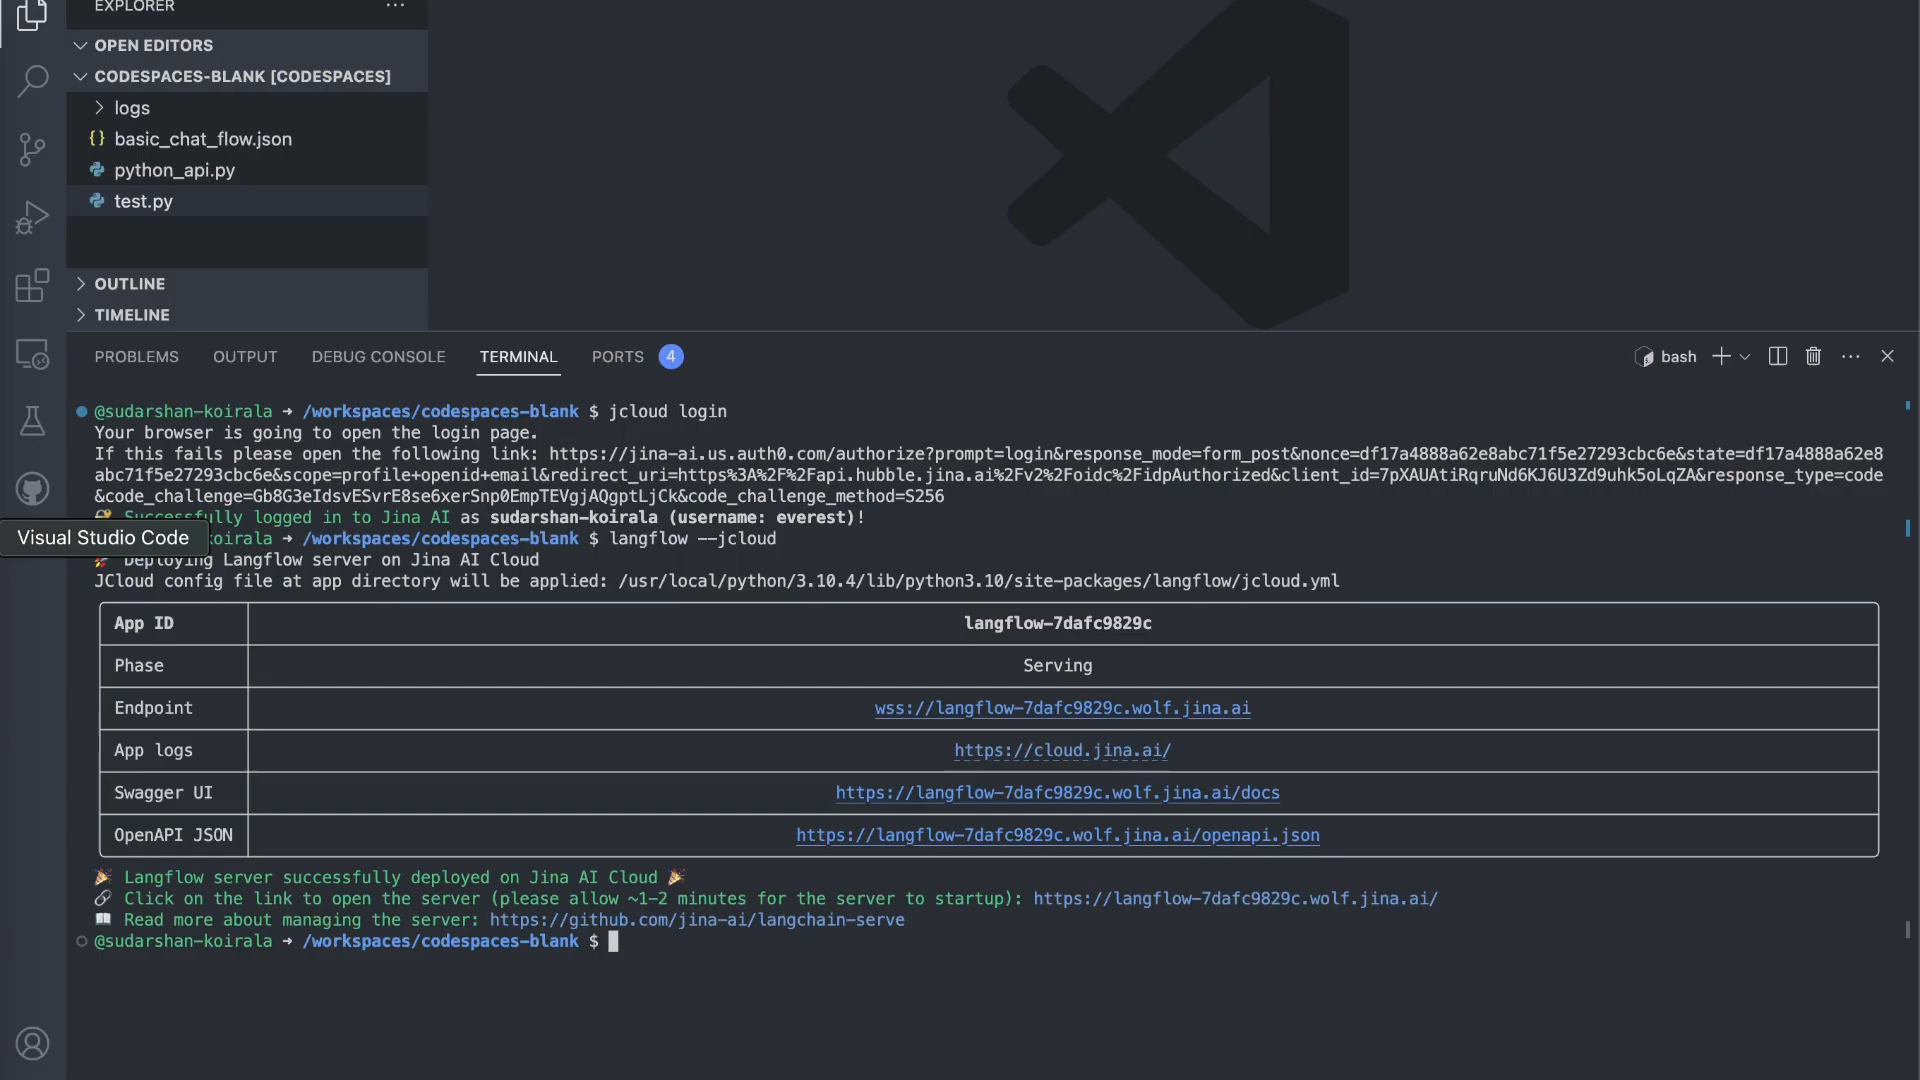 EXPLORER
OPEN EDITORS
CODESPACES-BLANK [CODESPACES]
logs
{} basic_chat_flow.json
python_api.py
test.py
OUTLINE
TIMELINE
PROBLEMS OUTPUT DEBUG CONSOLE TERMINAL PORTS 4 bash
@sudarshan-koirala ➜ /workspaces/codespaces-blank $ jcloud login
Your browser is going to open the login page.
If this fails please open the following link: https://jina-ai.us.auth0.com/authorize?prompt=login&response_mode=form_post&nonce=df17a4888a62e8abc71f5e27293cbc6e&state=df17a4888a62e8
abc71f5e27293cbc6e&scope=profile+openid+email&redirect_uri=https%3A%2F%2Fapi.hubble.jina.ai%2Fv2%2Foidc%2FidpAuthorized&client_id=7pXAUAtiRqruNd6KJ6U3Zd9uhk5oLqZA&response_type=code
&code_challenge=Gb8G3eIdsvESvrE8se6xerSnp0EmpTEVgjAQgptLjCk&code_challenge_method=S256
🔐 Successfully logged in to Jina AI as sudarshan-koirala (username: everest)!
Visual Studio Code
koirala ➜ /workspaces/codespaces-blank $ langflow --jcloud
🚀 Deploying Langflow server on Jina AI Cloud
JCloud config file at app directory will be applied: /usr/local/python/3.10.4/lib/python3.10/site-packages/langflow/jcloud.yml
App ID langflow-7dafc9829c
Phase Serving
Endpoint wss://langflow-7dafc9829c.wolf.jina.ai
App logs https://cloud.jina.ai/
Swagger UI https://langflow-7dafc9829c.wolf.jina.ai/docs
OpenAPI JSON https://langflow-7dafc9829c.wolf.jina.ai/openapi.json
🎉 Langflow server successfully deployed on Jina AI Cloud 🎉
🔗 Click on the link to open the server (please allow ~1-2 minutes for the server to startup): https://langflow-7dafc9829c.wolf.jina.ai/
📖 Read more about managing the server: https://github.com/jina-ai/langchain-serve
@sudarshan-koirala ➜ /workspaces/codespaces-blank $